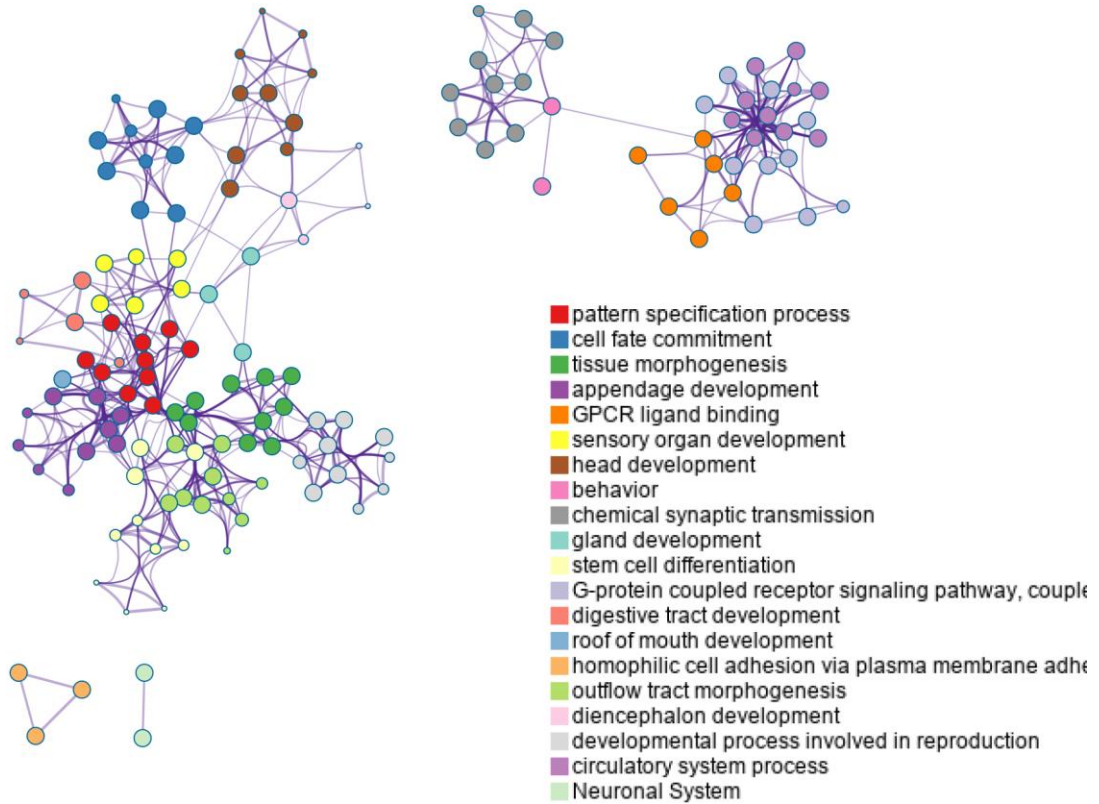 pattern specification process
cell fate commitment
tissue morphogenesis
appendage development
GPCR ligand binding
sensory organ development
head development
behavior
chemical synaptic transmission
gland development
stem cell differentiation
G-protein coupled receptor signaling pathway, couple
digestive tract development
roof of mouth development
homophilic cell adhesion via plasma membrane adhe
outflow tract morphogenesis
diencephalon development
developmental process involved in reproduction
circulatory system process
Neuronal System